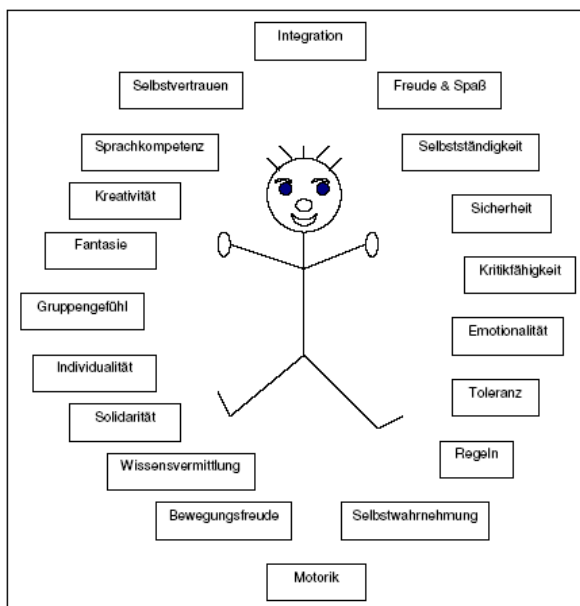 Integration
Selbstvertrauen
Freude & Spaß
Sprachkompetenz
Selbstständigkeit
Kreativität
Sicherheit
Fantasie
Kritikfähigkeit
Gruppengefühl
Emotionalität
Individualität
Toleranz
Solidarität
Regeln
Wissensvermittlung
Bewegungsfreude
Selbstwahrnehmung
Motorik